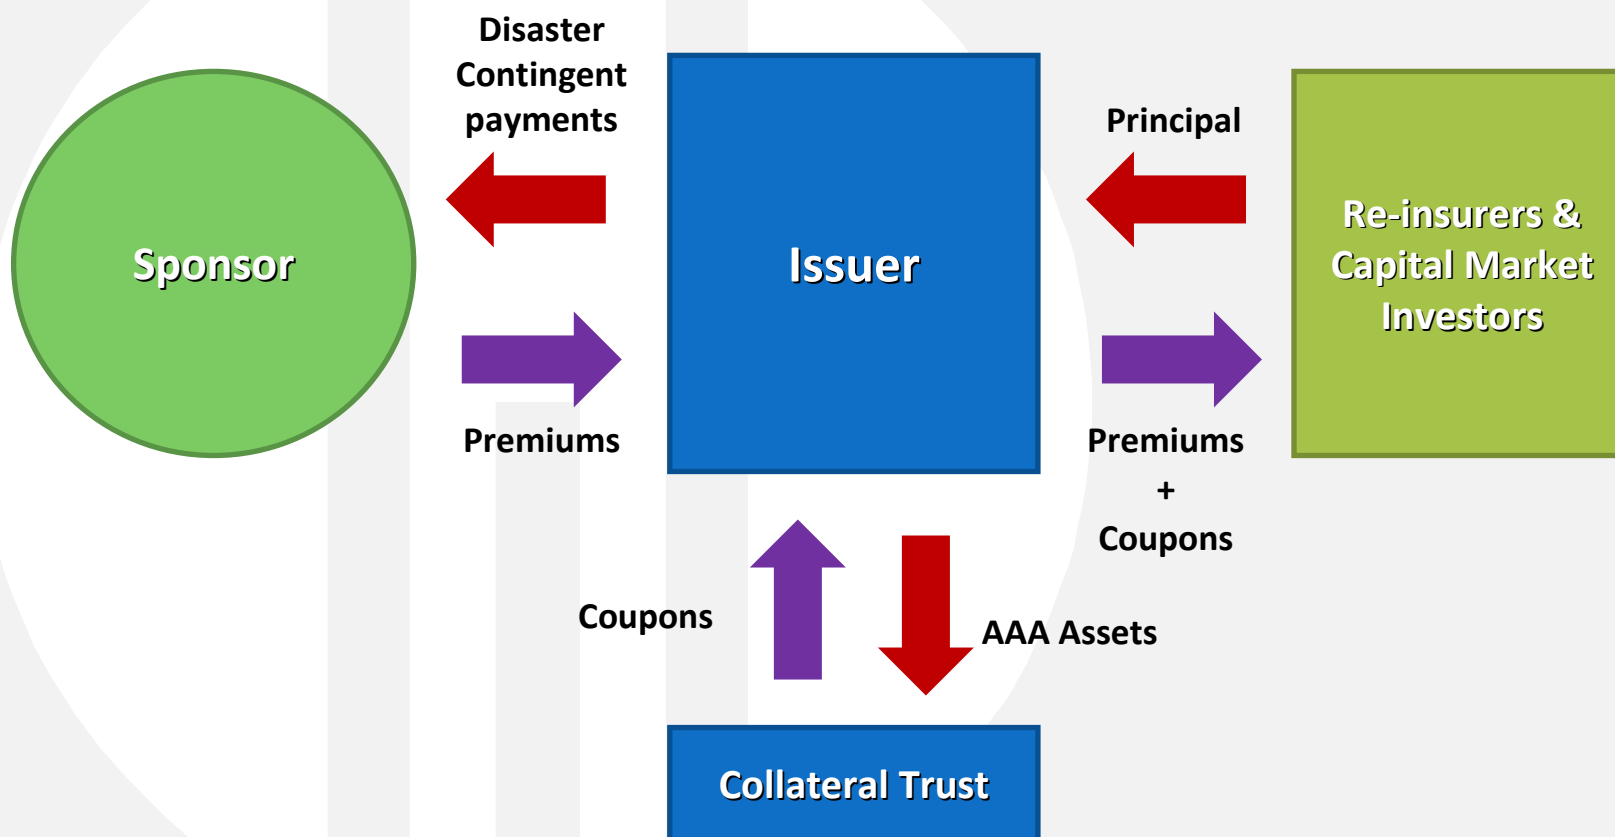 Disaster
Contingent
payments
Principal
Sponsor
Issuer
Re-insurers &
Capital Market
Investors
Premiums
Premiums
+
Coupons
Coupons
AAA Assets
Collateral Trust